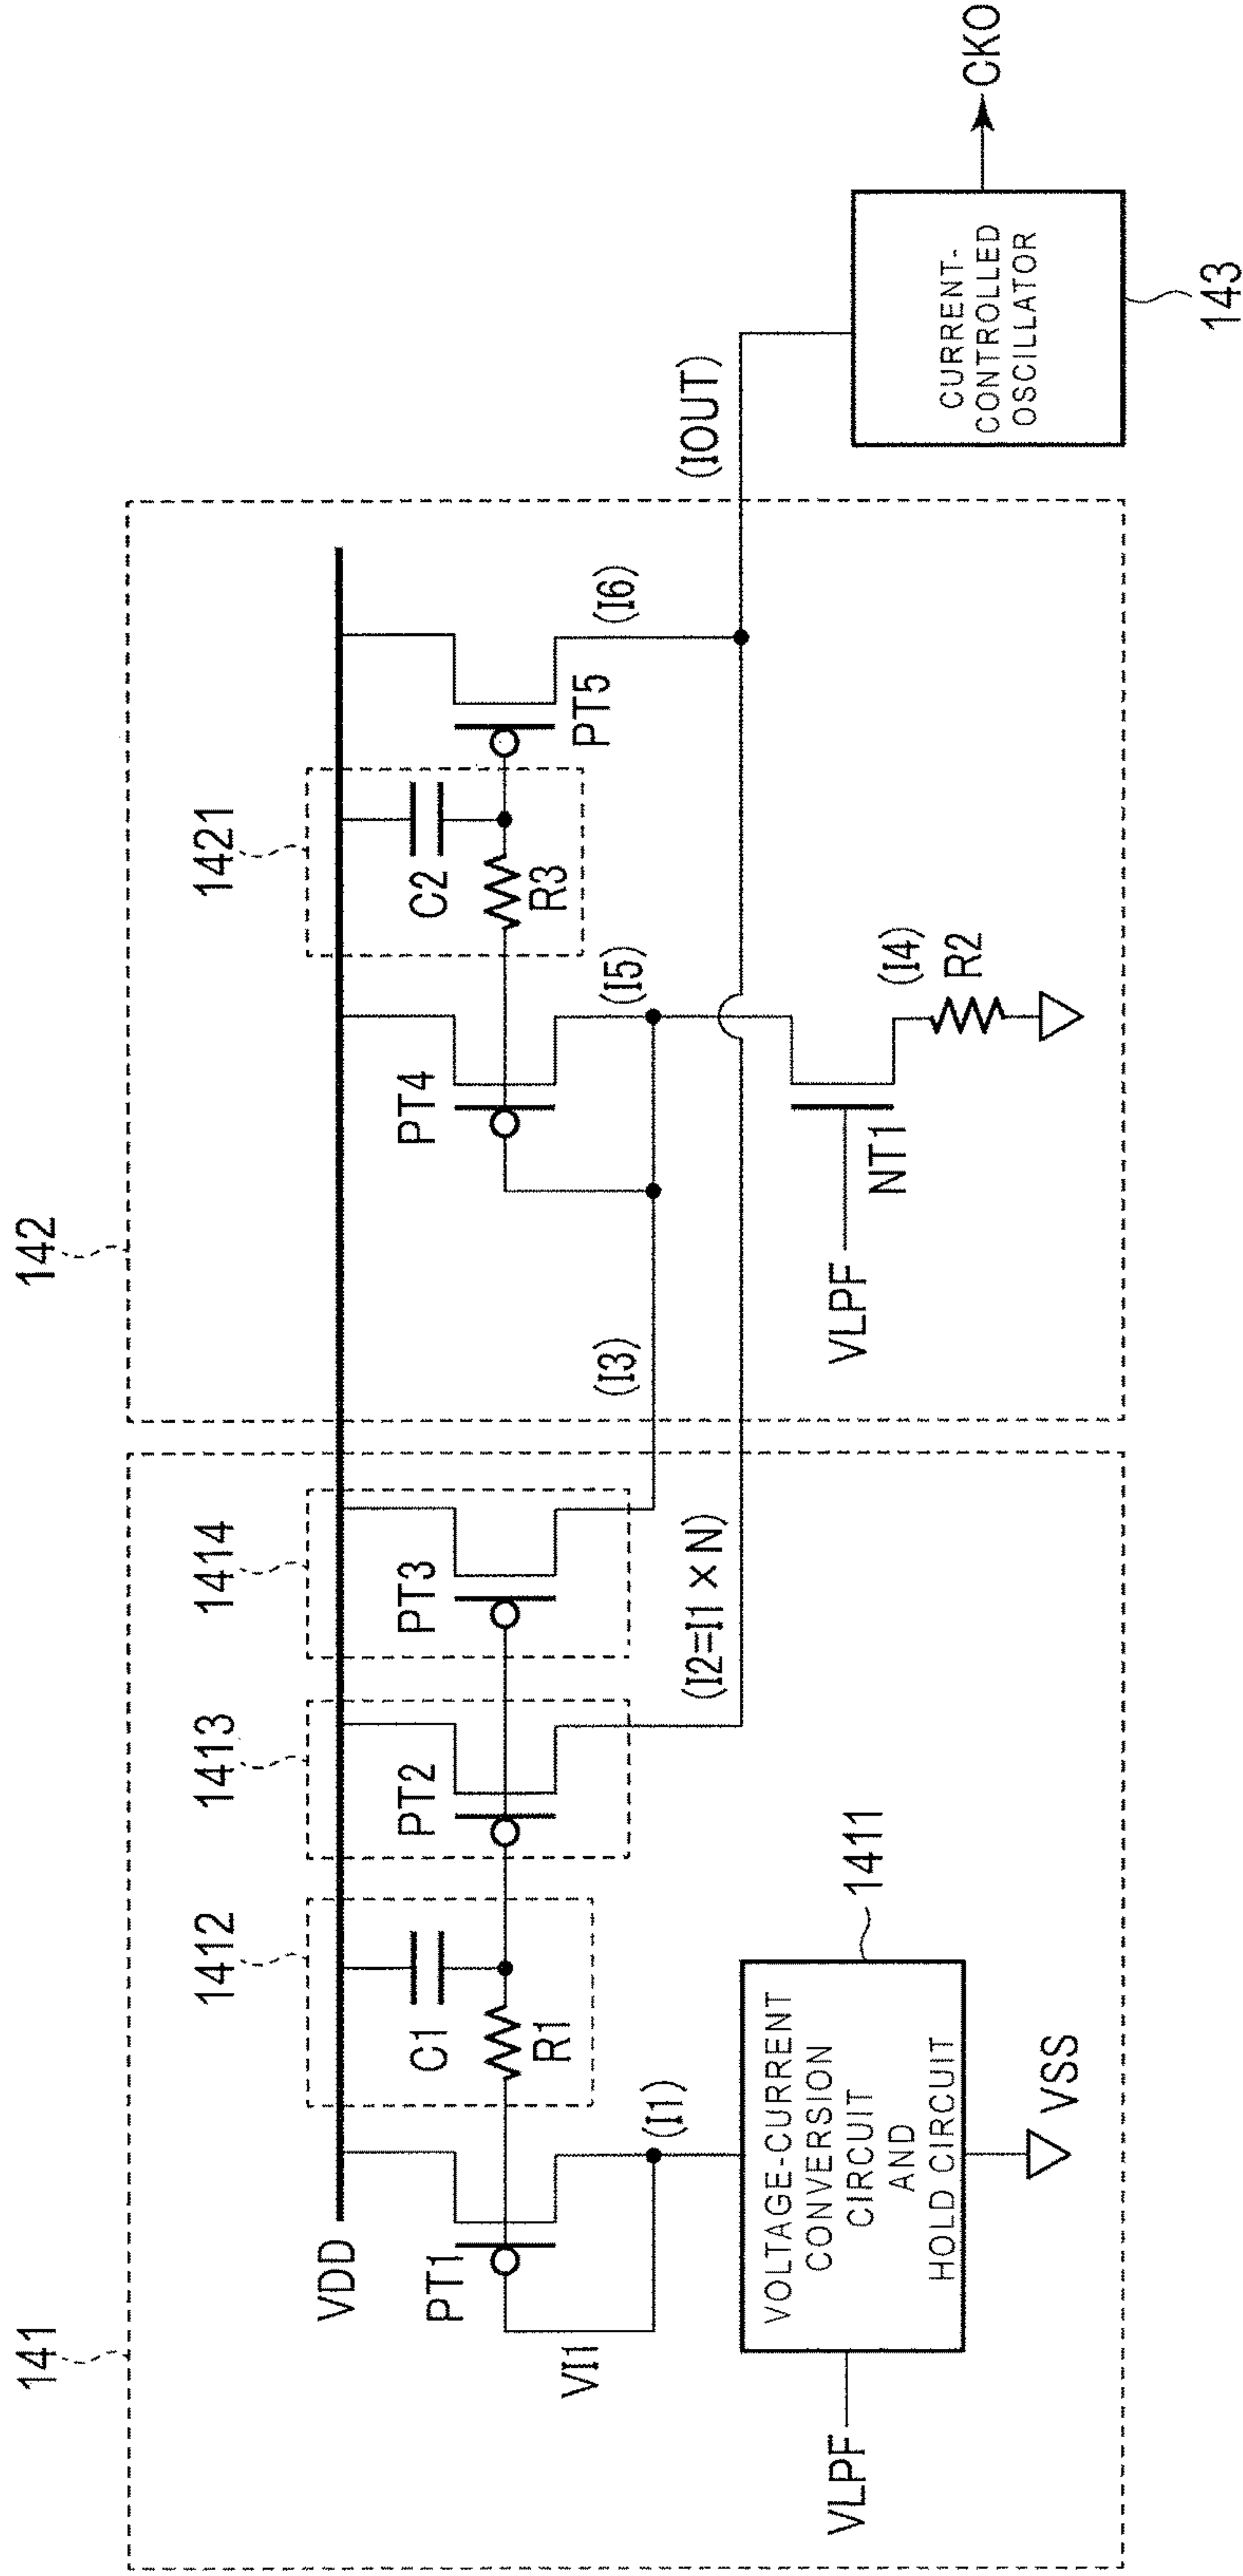 141
142
1412
1413
1414
1421
VDD
PT1
C1
R1
PT2
PT3
PT4
C2
R3
PT5
VI1
(I1)
(I3)
(I5)
(I6)
(I2=I1×N)
(IOUT)
VLPF
VOLTAGE-CURRENT
CONVERSION
CIRCUIT
AND
HOLD CIRCUIT
1411
VSS
VLPF
NT1
(I4)
R2
CURRENT-
CONTROLLED
OSCILLATOR
143
CKO